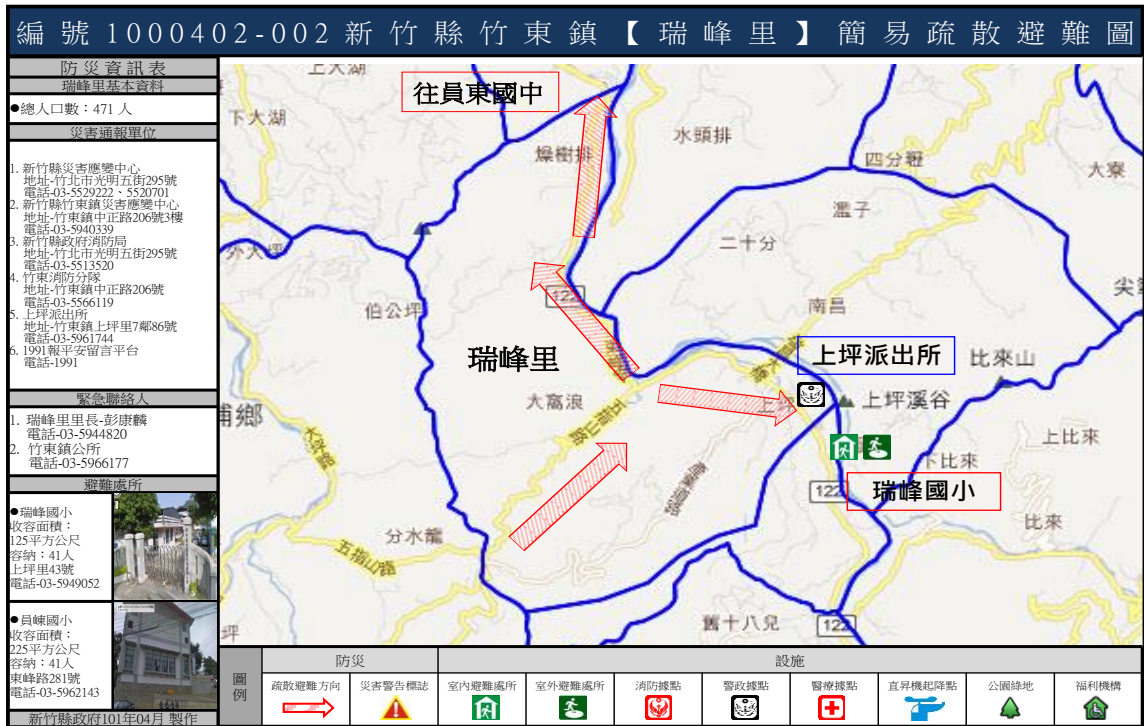 編號1000402-002新竹縣竹東鎮【瑞峰里】簡易疏散避難圖
防災資訊表
瑞峰里基本資料
●總人口數：471 人
災害通報單位
1. 新竹縣災害應變中心
地址-竹北市光明五街295號
電話-03-5529222、5520701
2. 新竹縣竹東鎮災害應變中心
地址-竹東鎮中正路206號3樓
電話-03-5940339
3. 新竹縣政府消防局
地址-竹北市光明五街295號
電話-03-5513520
4. 竹東消防分隊
地址-竹東鎮中正路206號
電話-03-5566119
5. 上坪派出所
地址-竹東鎮上坪里7鄰86號
電話-03-5961744
6. 1991報平安留言平台
電話-1991
緊急聯絡人
1. 瑞峰里里長-彭康麟
電話-03-5944820
2. 竹東鎮公所
電話-03-5966177
避難處所
●瑞峰國小
收容面積：
125平方公尺
容納：41人
上坪里43號
電話-03-5949052
●員崠國小
收容面積：
225平方公尺
容納：41人
東峰路281號
電話-03-5962143
新竹縣政府101年04月 製作
上大湖
往員東國中
下大湖
水頭排
燥樹排
四分壢
大寮
濫子
二十分
外大坪
122
南昌
伯公坪
尖
瑞峰里
上坪派出所
比來山
大窩浪
上坪
上坪溪谷
五指山路
埔鄉
上比來
下比來
瑞峰國小
122
比來
分水龍
五指山路
舊十八兒
122
坪
圖例
防災
設施
疏散避難方向
災害警告標誌
室內避難處所
室外避難處所
消防據點
警政據點
醫療據點
直昇機起降點
公園綠地
福利機構